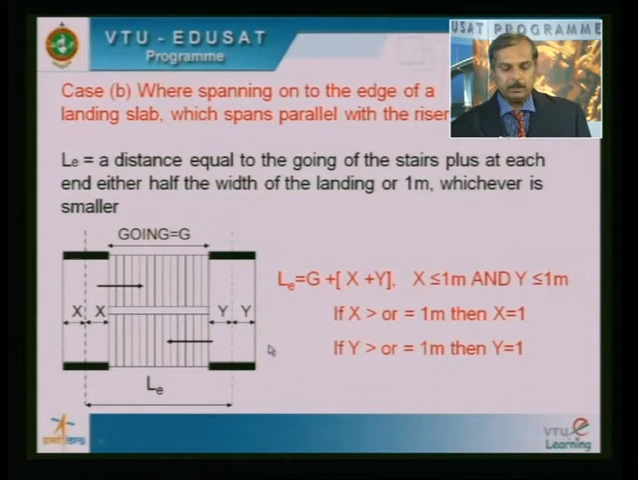 VTU - EDUSAT
Programme
USAT PROGRAMME
Case (b) Where spanning on to the edge of a
landing slab, which spans parallel with the riser
Le = a distance equal to the going of the stairs plus at each
end either half the width of the landing or 1m, whichever is
smaller
GOING=G
Le=G +[ X +Y], X ≤1m AND Y ≤1m
X X Y Y
If X > or = 1m then X=1
If Y > or = 1m then Y=1
Le
VTU e
Learning